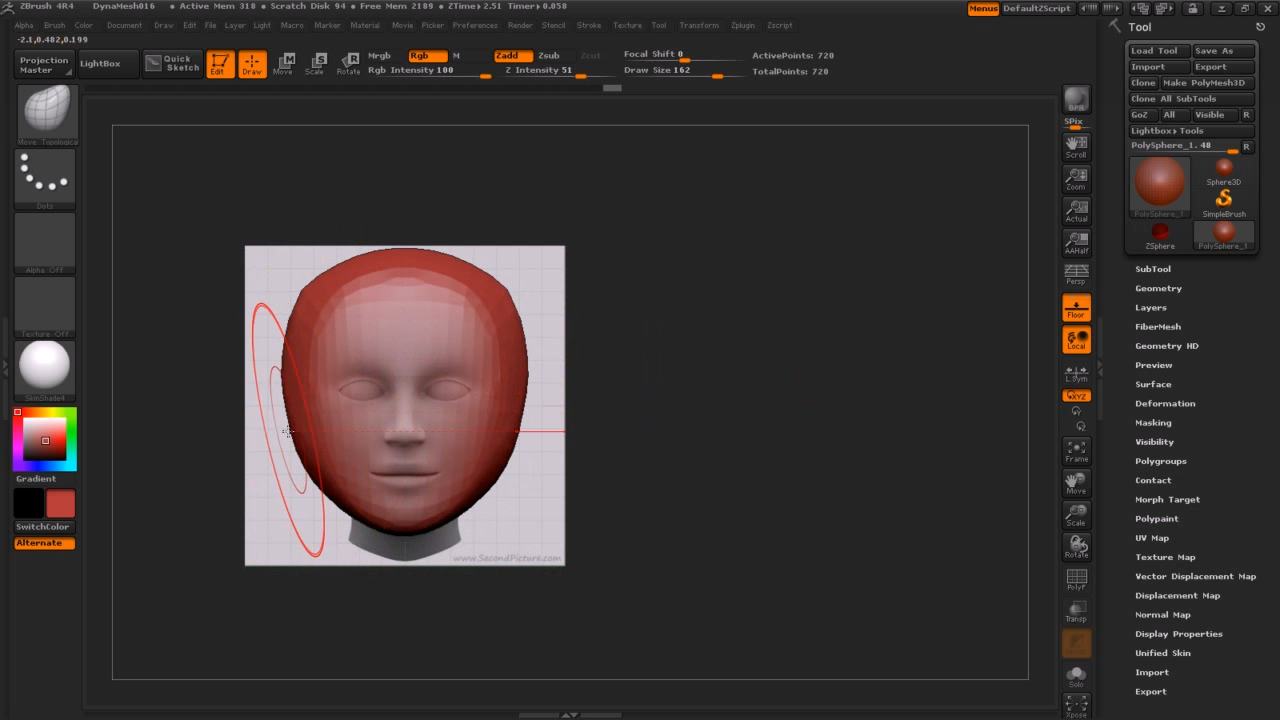 ZBrush 4R4 DynaMesh016 • Active Mem 318 • Scratch Disk 94 • Free Mem 2189 • ZTime▸2.51 Timer▸0.058
Menus DefaultZScript
Alpha Brush Color Document Draw Edit File Layer Light Macro Marker Material Movie Picker Preferences Render Stencil Stroke Texture Tool Transform Zplugin Zscript
-2.1,0.482,0.199
Projection Master
LightBox
Quick Sketch
Edit
Draw
Move
Scale
Rotate
Mrgb Rgb M
Rgb Intensity 100
Zadd Zsub Zcut
Z Intensity 51
Focal Shift 0
Draw Size 162
ActivePoints: 720
TotalPoints: 720
Move Topological
Dots
Alpha Off
Texture Off
SkinShade4
Gradient
SwitchColor
Alternate
www.SecondPicture.com
BPR
SPix
Scroll
Zoom
Actual
AAHalf
Persp
Floor
Local
L.Sym
XYZ
Y
Z
Frame
Move
Scale
Rotate
PolyF
Transp
Solo
Xpose
Tool
Load Tool Save As
Import Export
Clone Make PolyMesh3D
Clone All SubTools
GoZ All Visible R
Lightbox▸Tools
PolySphere_1. 48 R
PolySphere_1
Sphere3D
SimpleBrush
ZSphere
PolySphere_1
SubTool
Geometry
Layers
FiberMesh
Geometry HD
Preview
Surface
Deformation
Masking
Visibility
Polygroups
Contact
Morph Target
Polypaint
UV Map
Texture Map
Vector Displacement Map
Displacement Map
Normal Map
Display Properties
Unified Skin
Import
Export